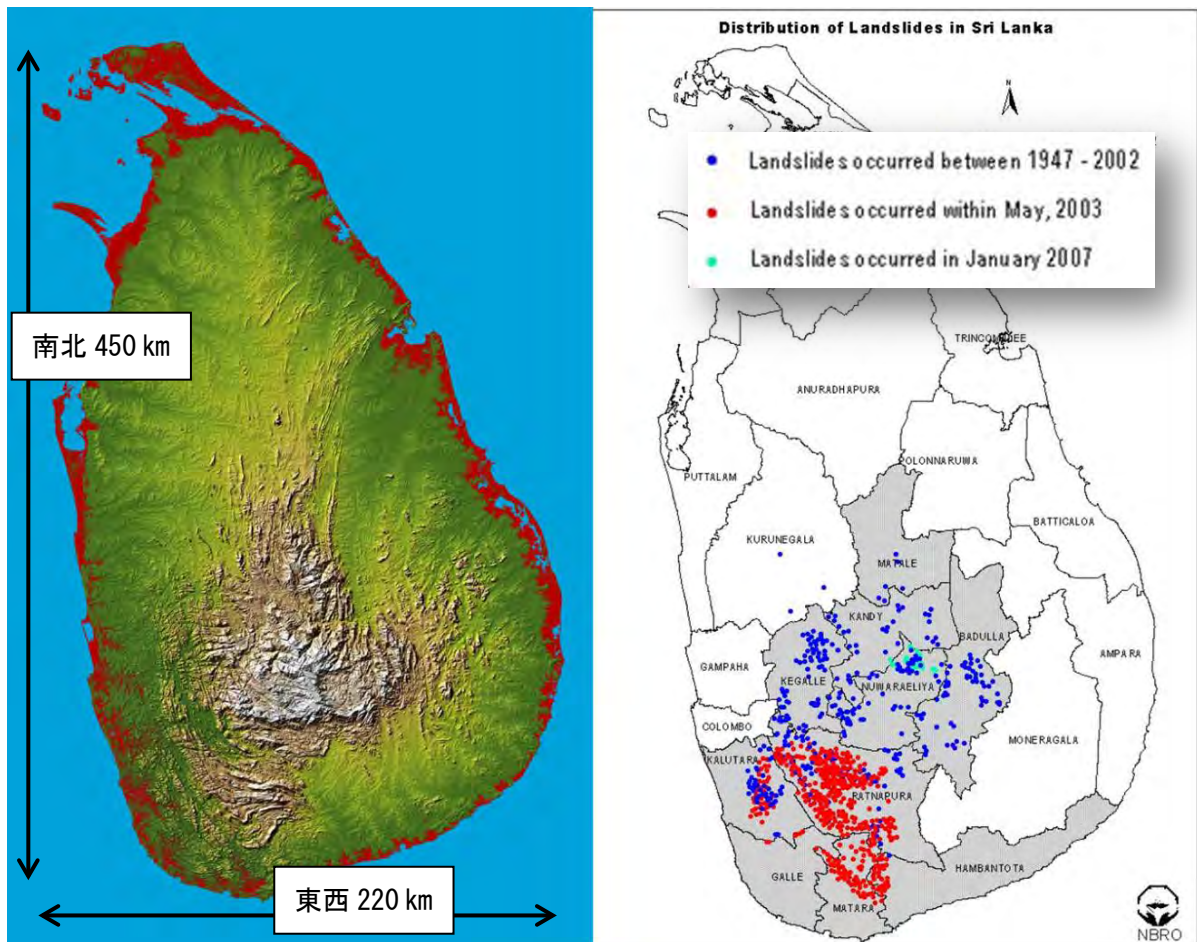 南北 450 km
東西 220 km
Distribution of Landslides in Sri Lanka
N
Landslides occurred between 1947 - 2002
Landslides occurred within May, 2003
Landslides occurred in January 2007
ANURADHAPURA
PUTTALAM
POLONNARUWA
BATTICALOA
KURUNEGALA
MATALE
KANDY
BADULLA
AMPARA
GAMPAHA
KEGALLE
NUWARAELIYA
COLOMBO
MONERAGALA
KALUTARA
RATNAPURA
HAMBANTOTA
GALLE
MATARA
NBRO